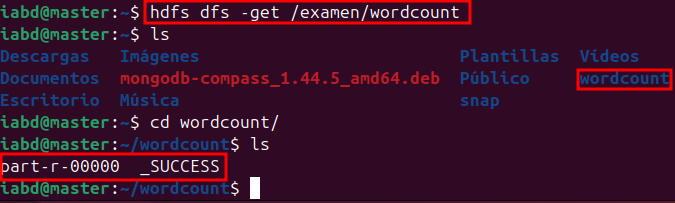 iabd@master:~$ hdfs dfs -get /examen/wordcount
iabd@master:~$ ls
Descargas Imágenes Plantillas Vídeos
Documentos mongodb-compass_1.44.5_amd64.deb Público wordcount
Escritorio Música snap
iabd@master:~$ cd wordcount/
iabd@master:~/wordcount$ ls
part-r-00000 _SUCCESS
iabd@master:~/wordcount$